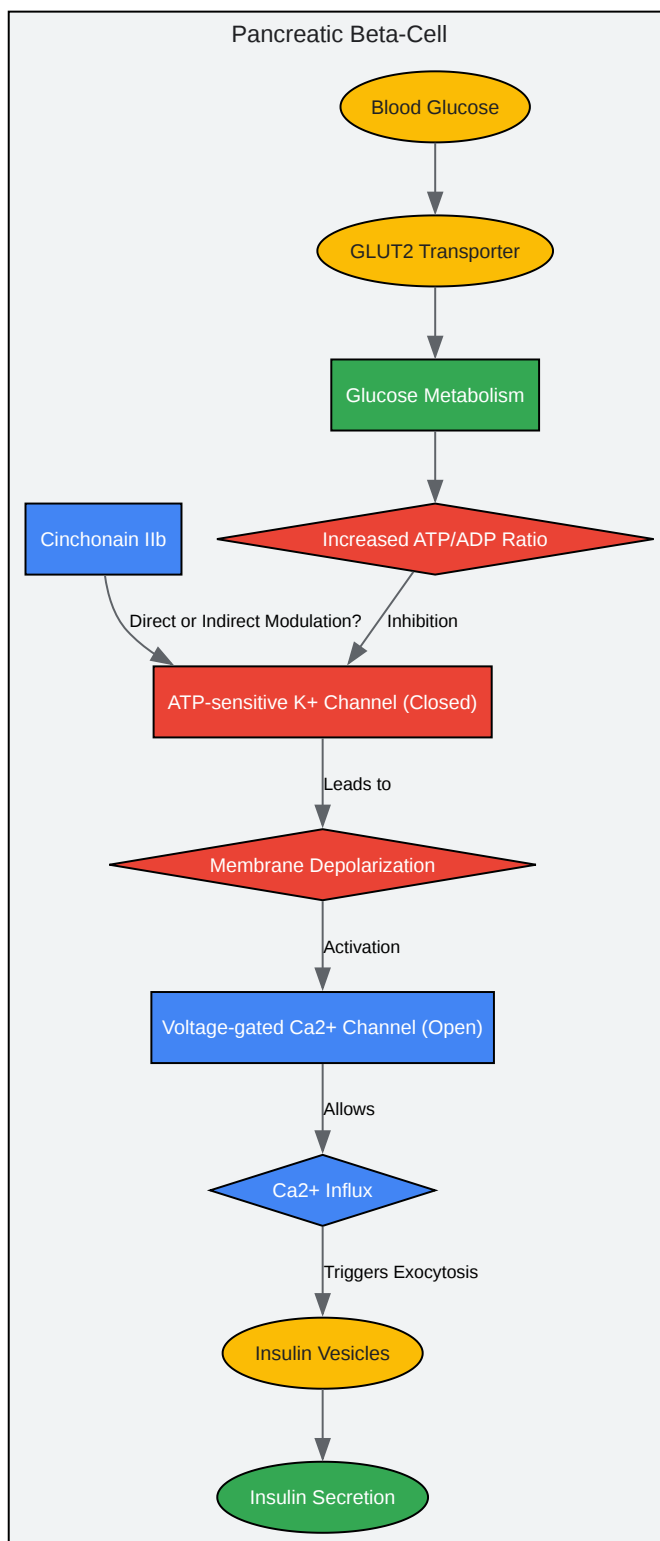 Pancreatic Beta-Cell
Blood Glucose
GLUT2 Transporter
Glucose Metabolism
Cinchonain IIb
Increased ATP/ADP Ratio
Direct or Indirect Modulation?
Inhibition
ATP-sensitive K+ Channel (Closed)
Leads to
Membrane Depolarization
Activation
Voltage-gated Ca2+ Channel (Open)
Allows
Ca2+ Influx
Triggers Exocytosis
Insulin Vesicles
Insulin Secretion